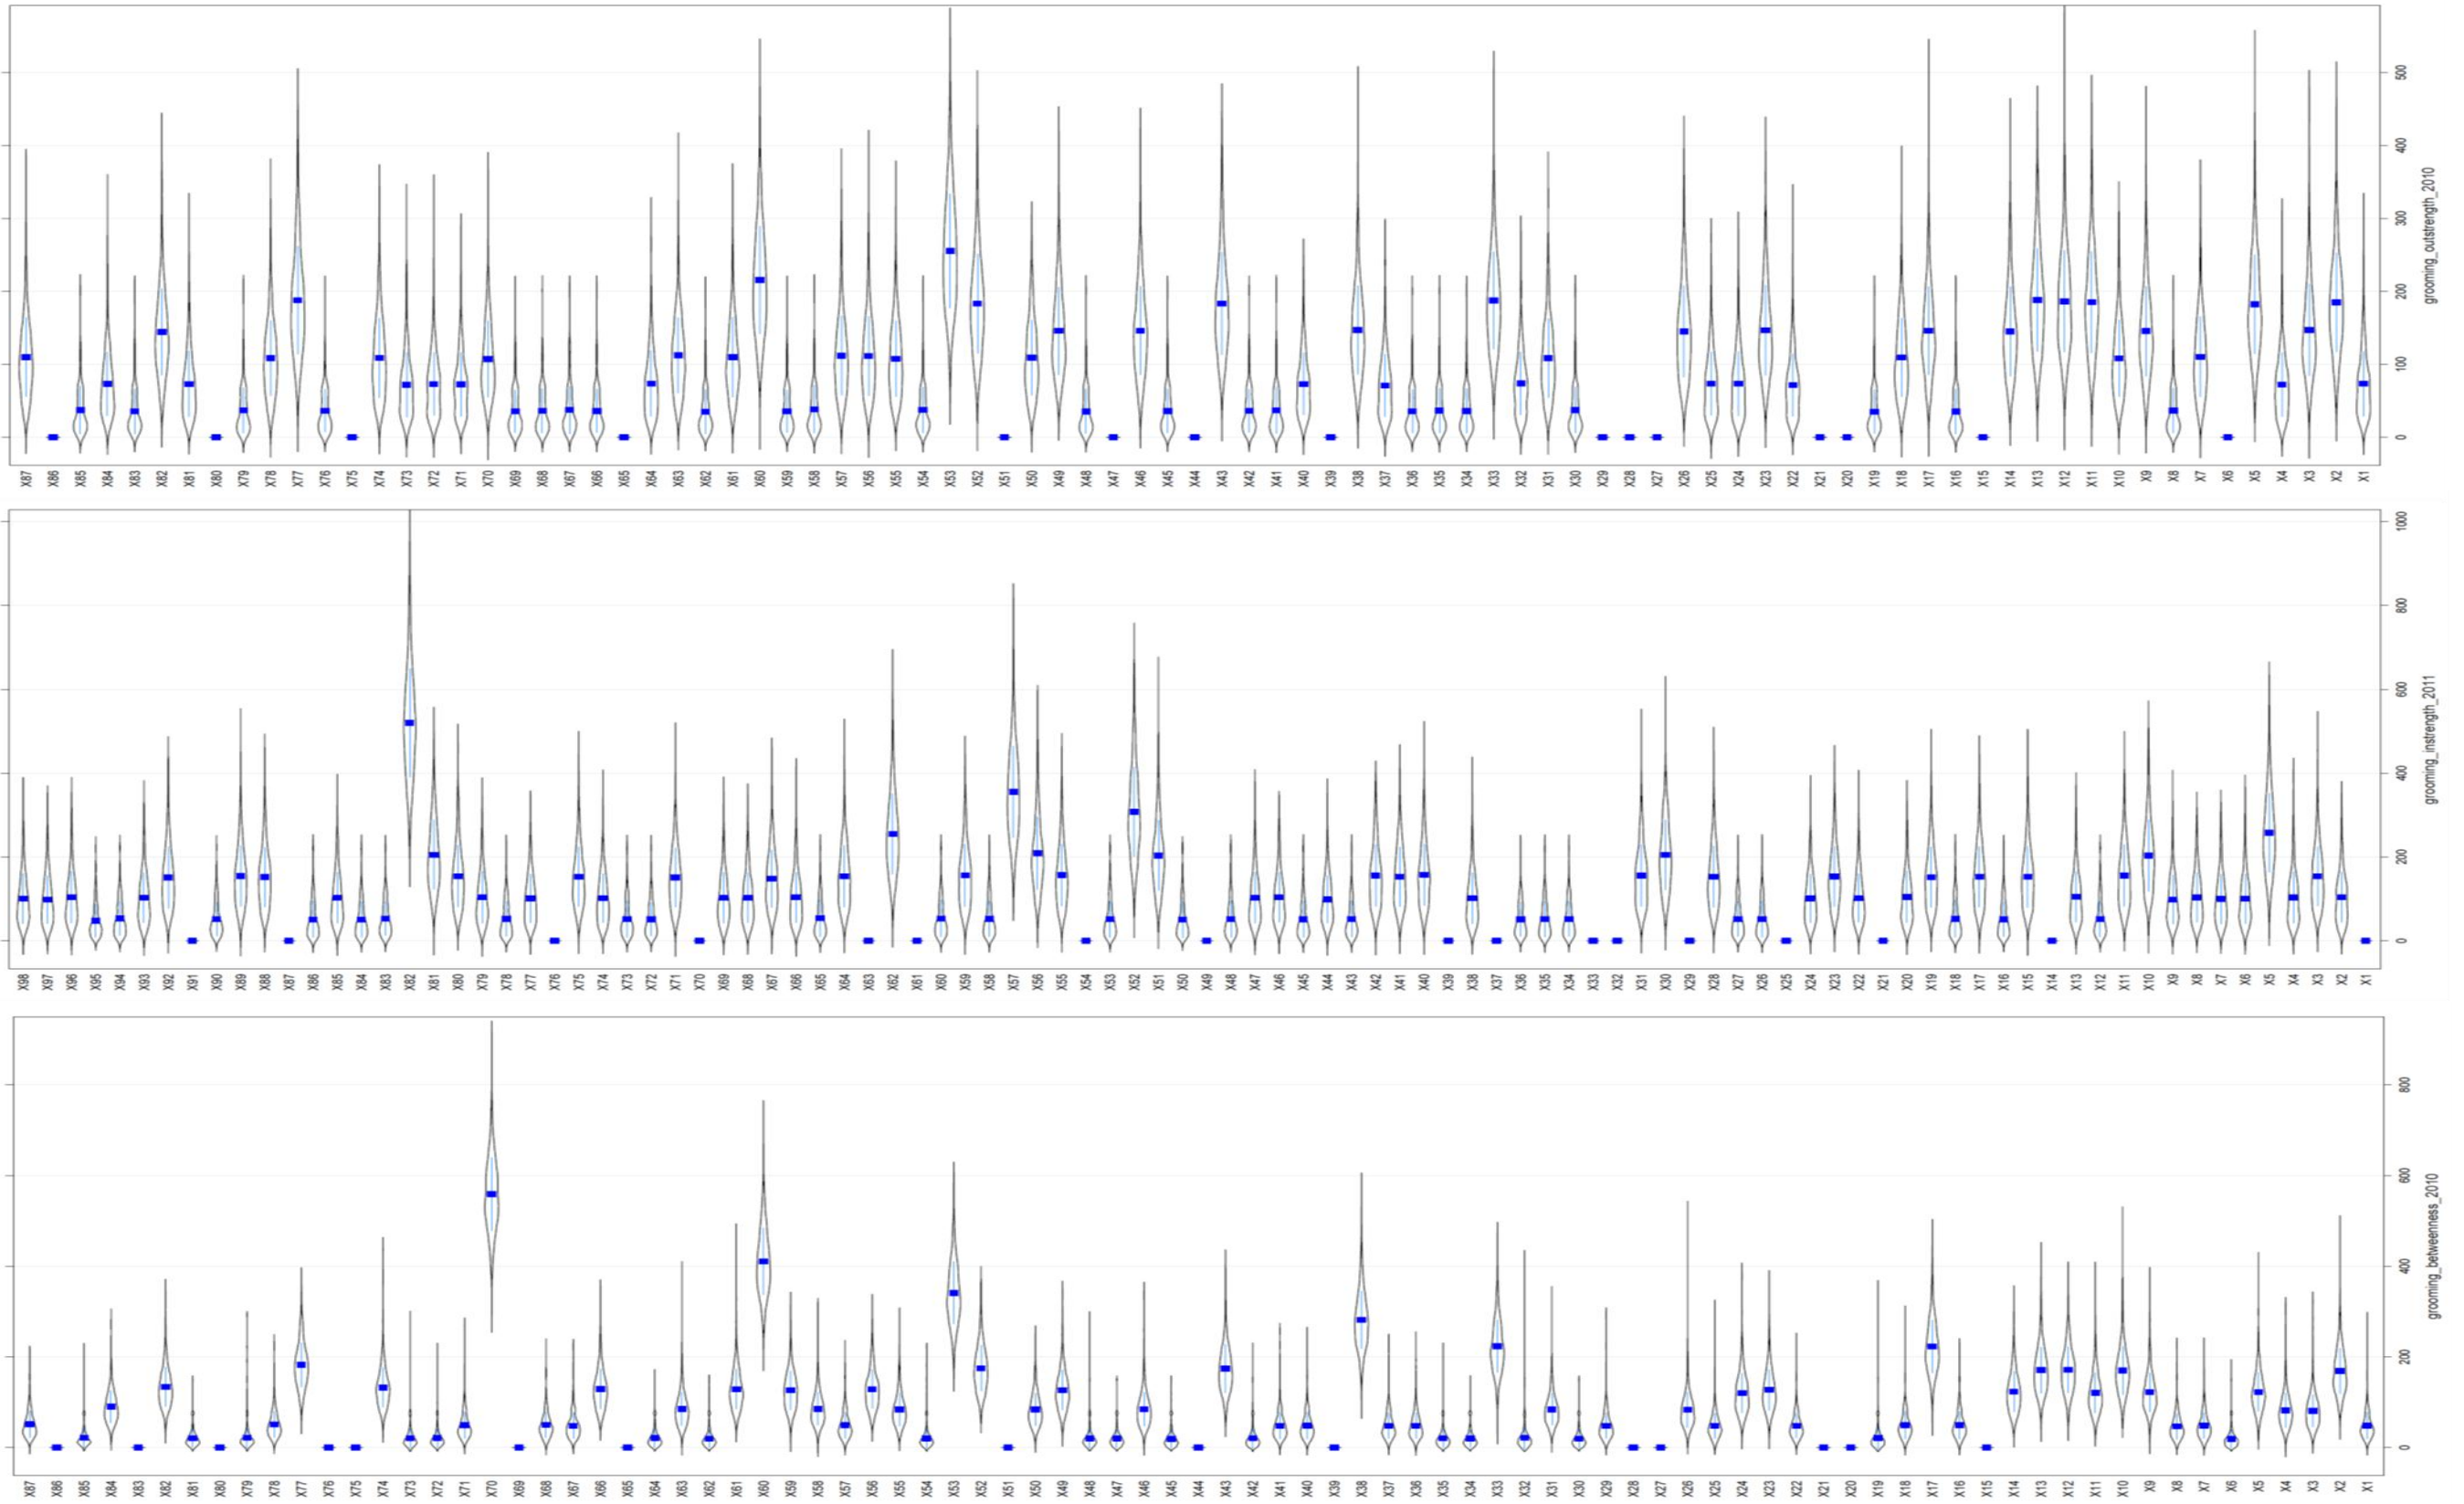 500
400
300
200
100
0
grooming_outstrength_2010
X87 X86 X85 X84 X83 X82 X81 X80 X79 X78 X77 X76 X75 X74 X73 X72 X71 X70 X69 X68 X67 X66 X65 X64 X63 X62 X61 X60 X59 X58 X57 X56 X55 X54 X53 X52 X51 X50 X49 X48 X47 X46 X45 X44 X43 X42 X41 X40 X39 X38 X37 X36 X35 X34 X33 X32 X31 X30 X29 X28 X27 X26 X25 X24 X23 X22 X21 X20 X19 X18 X17 X16 X15 X14 X13 X12 X11 X10 X9 X8 X7 X6 X5 X4 X3 X2 X1
1000
800
600
400
200
0
grooming_instrength_2011
X98 X97 X96 X95 X94 X93 X92 X91 X90 X89 X88 X87 X86 X85 X84 X83 X82 X81 X80 X79 X78 X77 X76 X75 X74 X73 X72 X71 X70 X69 X68 X67 X66 X65 X64 X63 X62 X61 X60 X59 X58 X57 X56 X55 X54 X53 X52 X51 X50 X49 X48 X47 X46 X45 X44 X43 X42 X41 X40 X39 X38 X37 X36 X35 X34 X33 X32 X31 X30 X29 X28 X27 X26 X25 X24 X23 X22 X21 X20 X19 X18 X17 X16 X15 X14 X13 X12 X11 X10 X9 X8 X7 X6 X5 X4 X3 X2 X1
800
600
400
200
0
grooming_betweenness_2010
X87 X86 X85 X84 X83 X82 X81 X80 X79 X78 X77 X76 X75 X74 X73 X72 X71 X70 X69 X68 X67 X66 X65 X64 X63 X62 X61 X60 X59 X58 X57 X56 X55 X54 X53 X52 X51 X50 X49 X48 X47 X46 X45 X44 X43 X42 X41 X40 X39 X38 X37 X36 X35 X34 X33 X32 X31 X30 X29 X28 X27 X26 X25 X24 X23 X22 X21 X20 X19 X18 X17 X16 X15 X14 X13 X12 X11 X10 X9 X8 X7 X6 X5 X4 X3 X2 X1